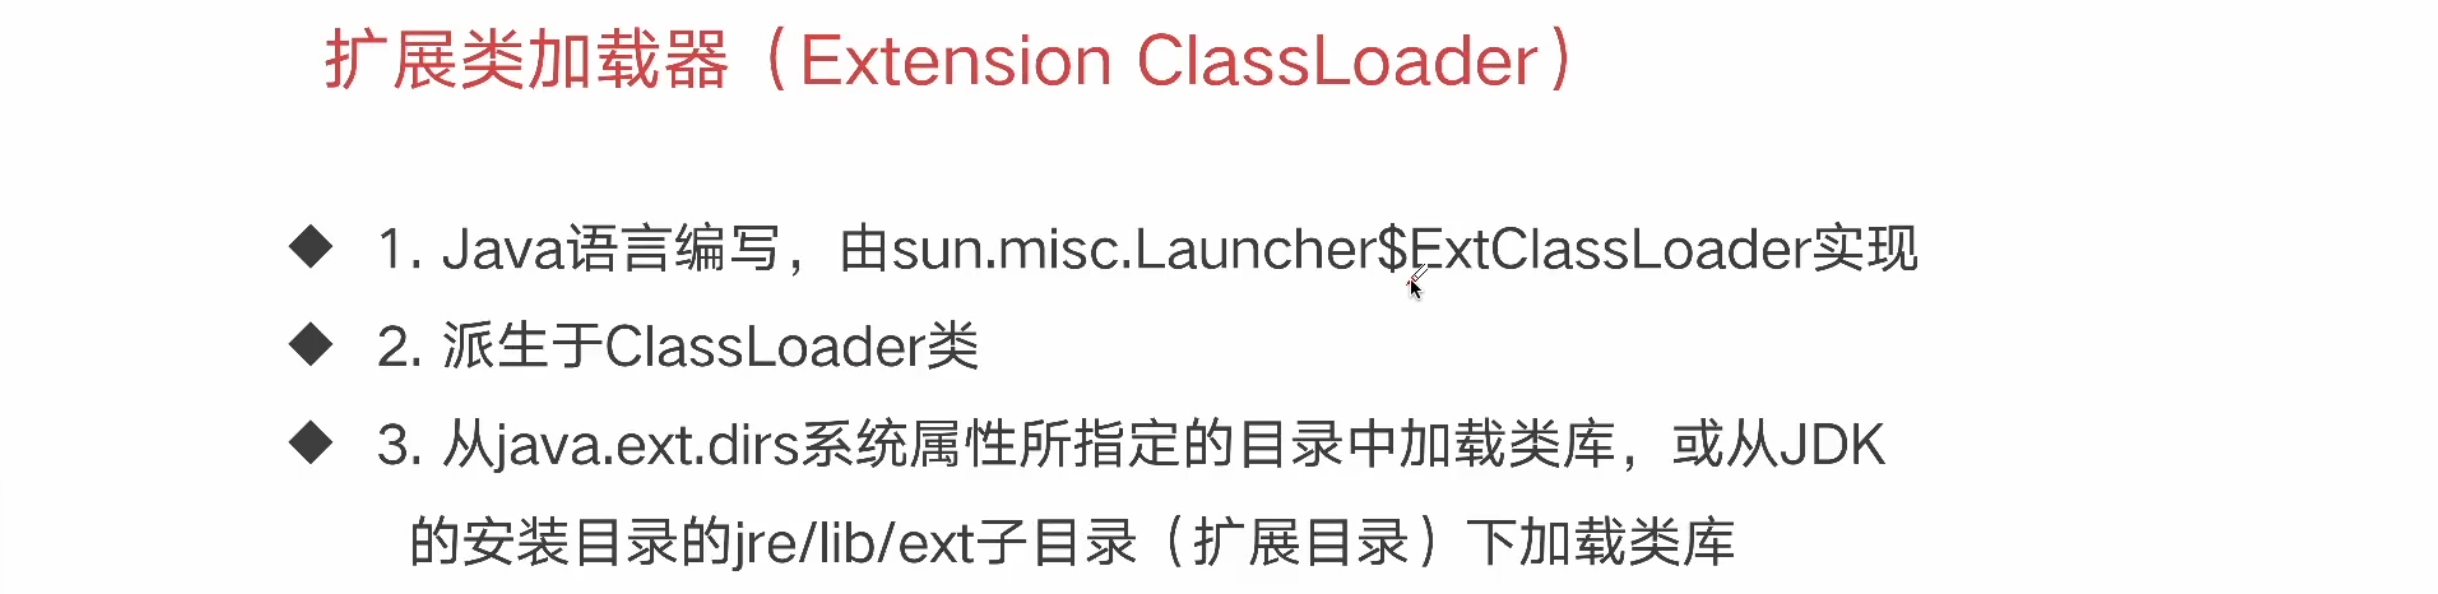 扩展类加载器（Extension ClassLoader）
◆ 1. Java语言编写，由sun.misc.Launcher$ExtClassLoader实现
◆ 2. 派生于ClassLoader类
◆ 3. 从java.ext.dirs系统属性所指定的目录中加载类库，或从JDK
的安装目录的jre/lib/ext子目录（扩展目录）下加载类库